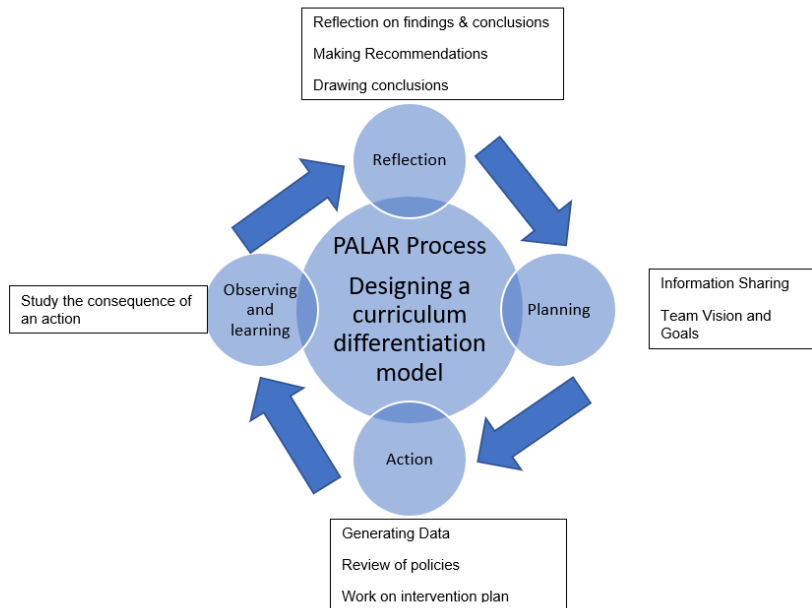 Reflection on findings & conclusions
Making Recommendations
Drawing conclusions
Reflection
PALAR Process
Designing a
curriculum
differentiation
model
Observing
and
learning
Study the consequence of
an action
Planning
Information Sharing
Team Vision and
Goals
Action
Generating Data
Review of policies
Work on intervention plan